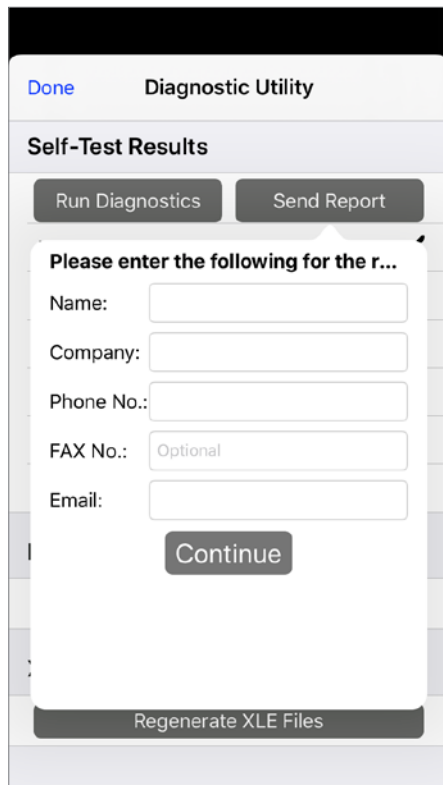 Done Diagnostic Utility
Self-Test Results
Run Diagnostics Send Report
Please enter the following for the r...
Name:
Company:
Phone No.:
FAX No.: Optional
Email:
Continue
Regenerate XLE Files